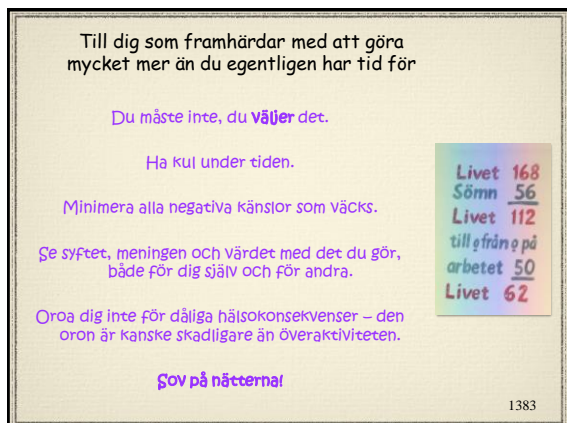 Till dig som framhärdar med att göra
mycket mer än du egentligen har tid för
Du måste inte, du väljer det.
Ha kul under tiden.
Minimera alla negativa känslor som väcks.
Se syftet, meningen och värdet med det du gör,
både för dig själv och för andra.
Oroa dig inte för dåliga hälsokonsekvenser – den
oron är kanske skadligare än överaktiviteten.
Sov på nätterna!
Livet 168
Sömn 56
Livet 112
till o från o på
arbetet 50
Livet 62
1383